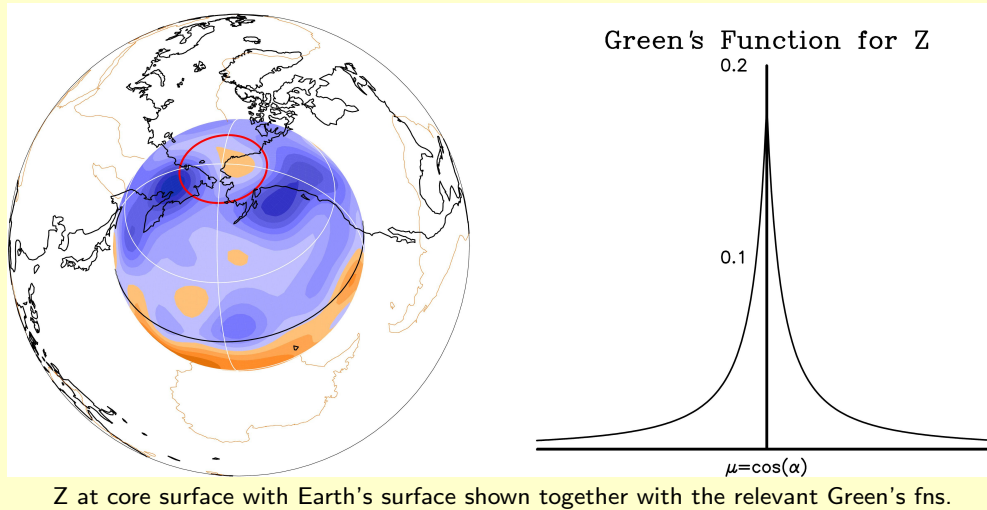 Green's Function for Z
0.2
0.1
μ=cos(α)
Z at core surface with Earth's surface shown together with the relevant Green's fns.